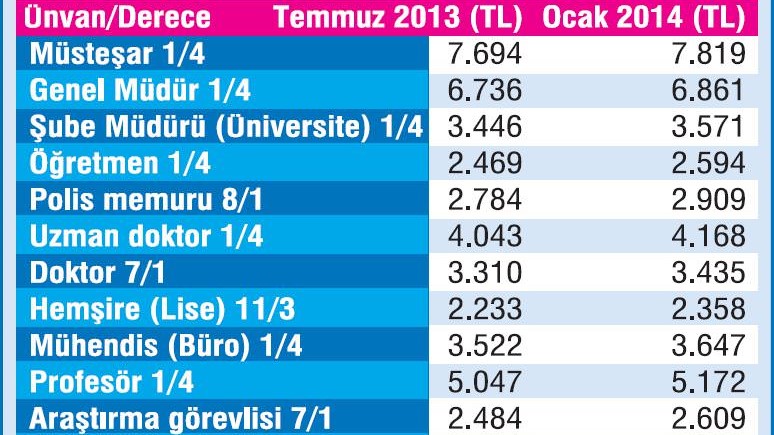 Ünvan/Derece Temmuz 2013 (TL) Ocak 2014 (TL)
Müsteşar 1/4 7.694 7.819
Genel Müdür 1/4 6.736 6.861
Şube Müdürü (Üniversite) 1/4 3.446 3.571
Öğretmen 1/4 2.469 2.594
Polis memuru 8/1 2.784 2.909
Uzman doktor 1/4 4.043 4.168
Doktor 7/1 3.310 3.435
Hemşire (Lise) 11/3 2.233 2.358
Mühendis (Büro) 1/4 3.522 3.647
Profesör 1/4 5.047 5.172
Araştırma görevlisi 7/1 2.484 2.609